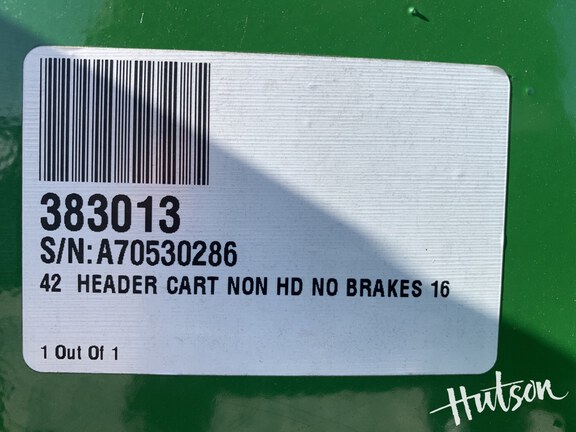 383013
S/N:A70530286
42 HEADER CART NON HD NO BRAKES 16
1 Out Of 1
Hutson